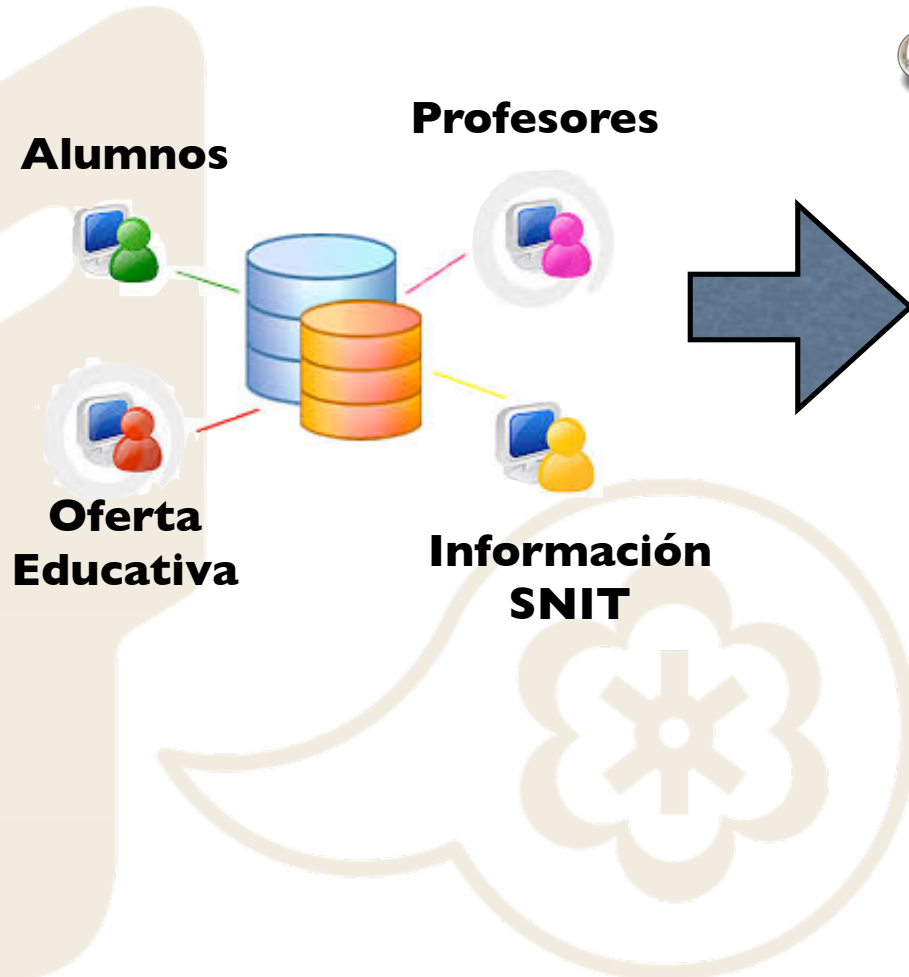 Alumnos
Profesores
Oferta
Educativa
Información
SNIT